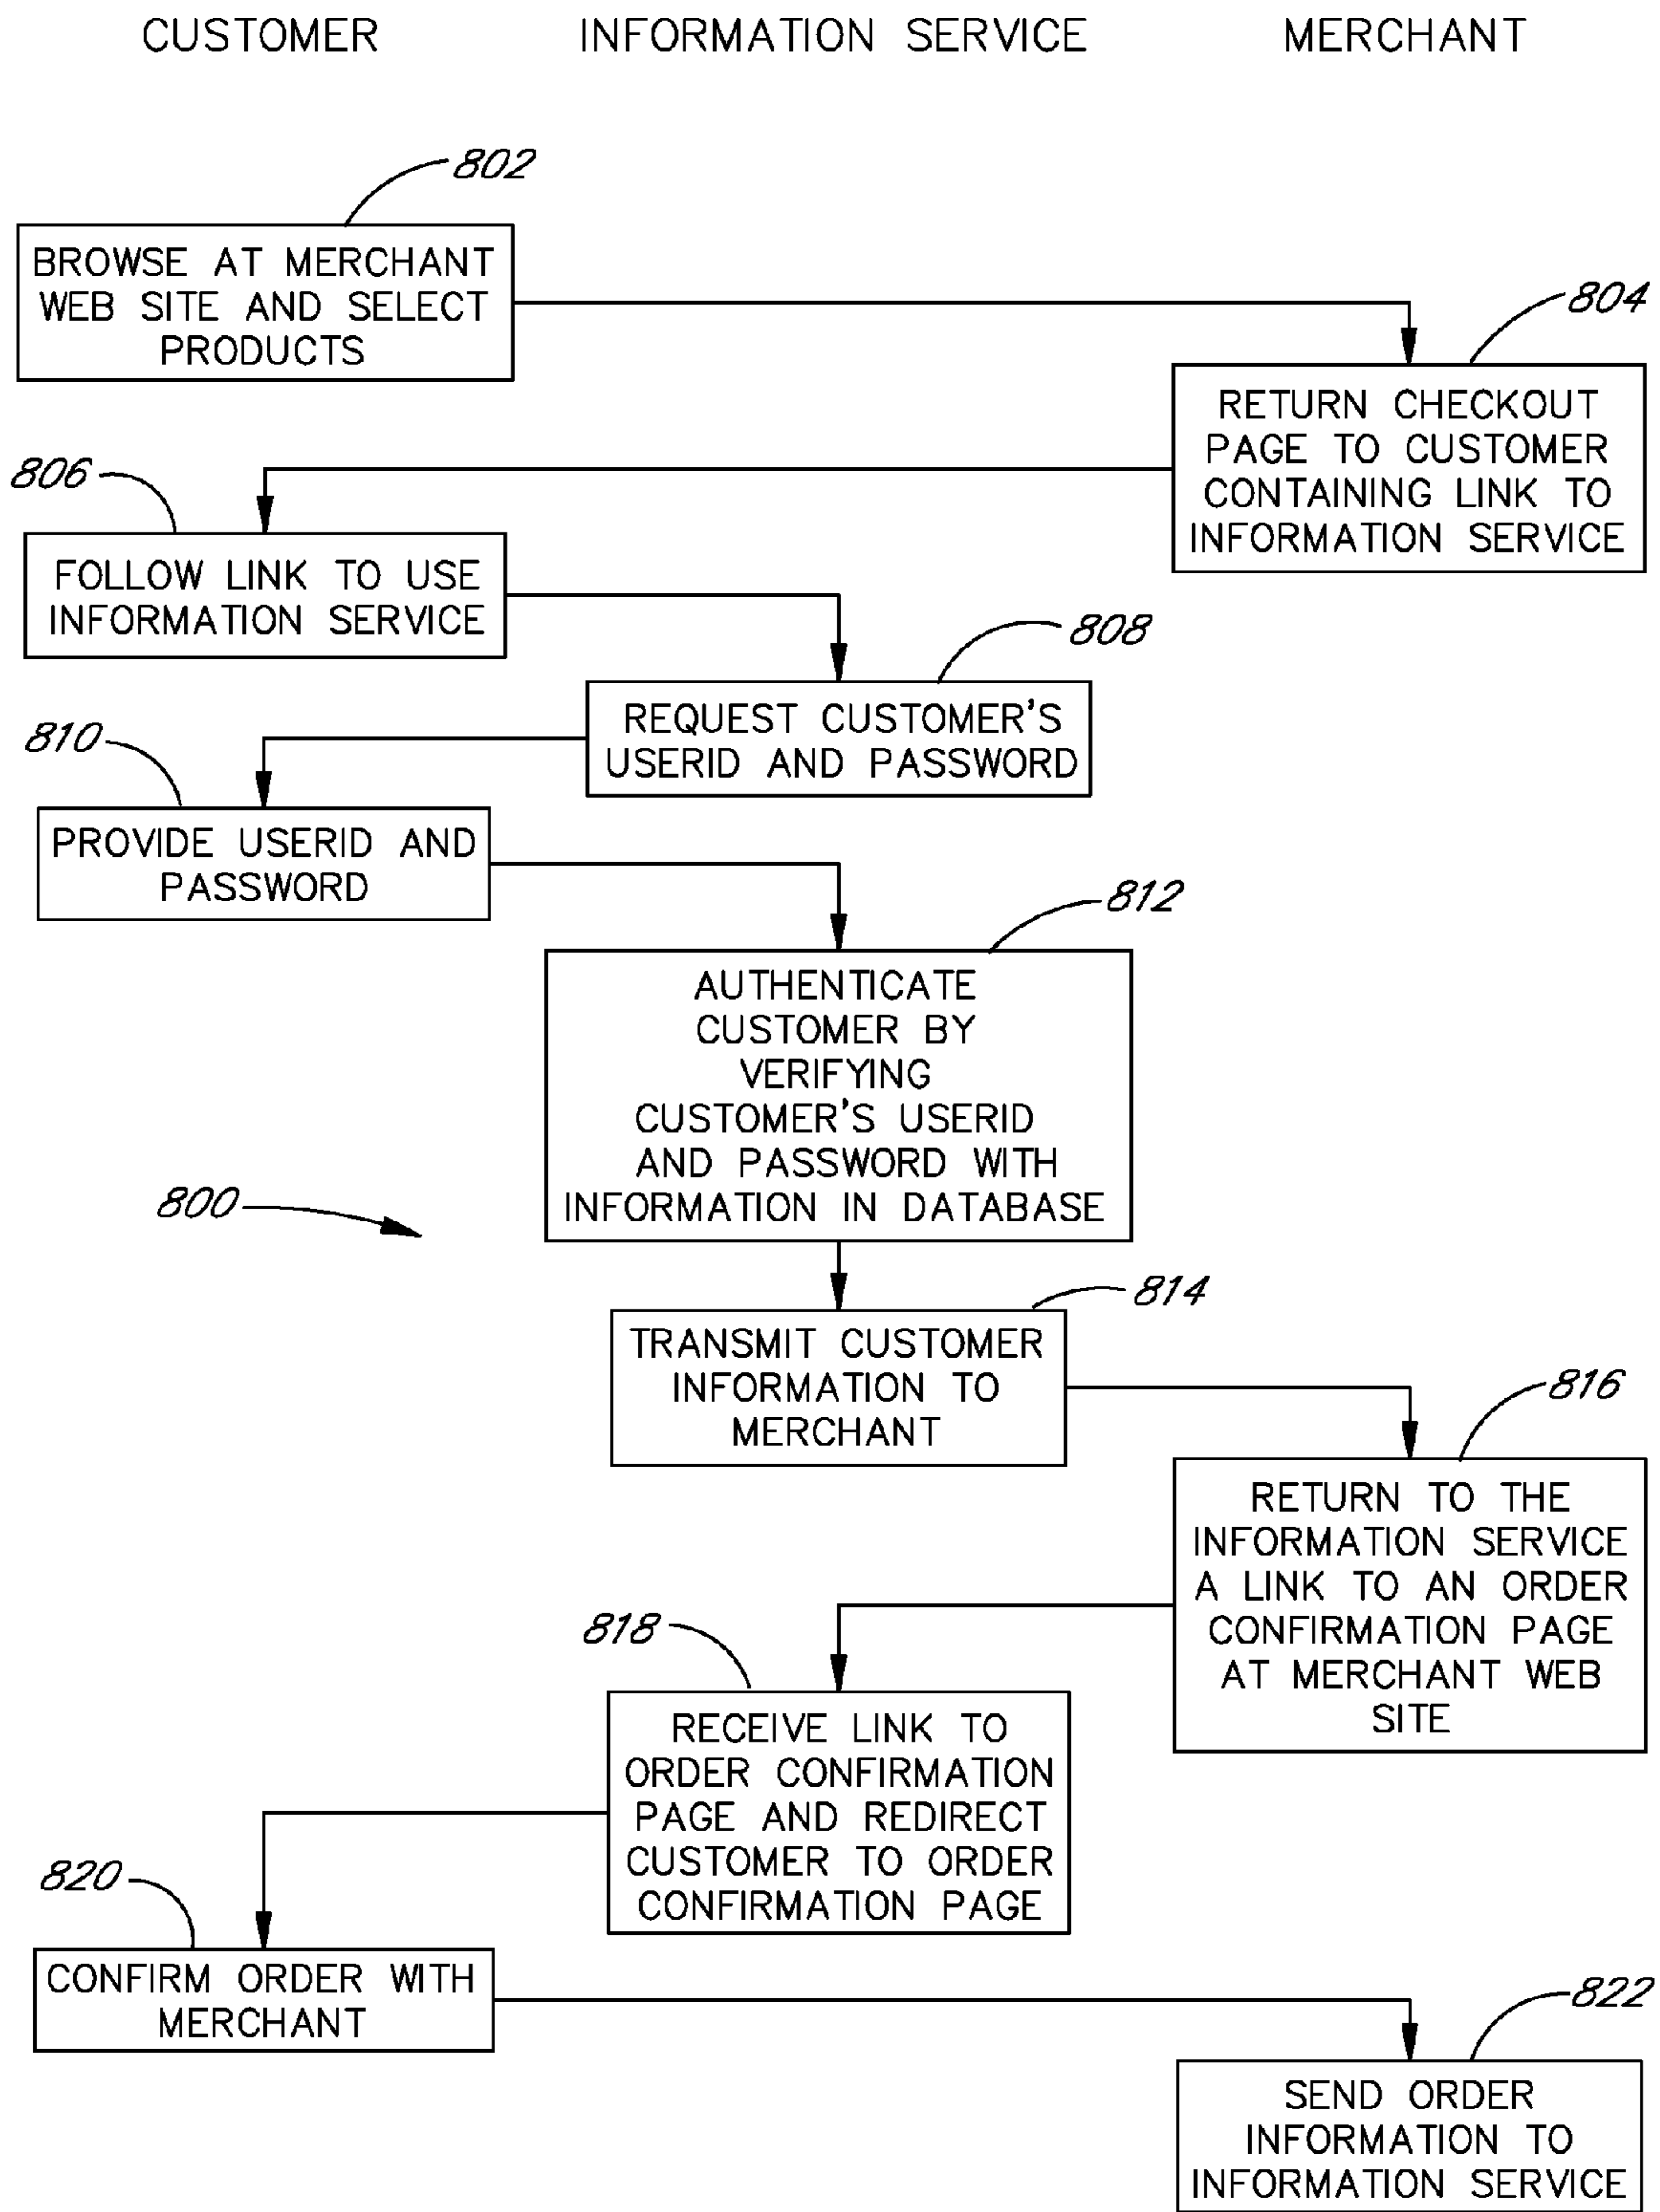 CUSTOMER INFORMATION SERVICE MERCHANT
802
BROWSE AT MERCHANT
WEB SITE AND SELECT
PRODUCTS
804
RETURN CHECKOUT
PAGE TO CUSTOMER
CONTAINING LINK TO
INFORMATION SERVICE
806
FOLLOW LINK TO USE
INFORMATION SERVICE
808
REQUEST CUSTOMER'S
USERID AND PASSWORD
810
PROVIDE USERID AND
PASSWORD
812
AUTHENTICATE
CUSTOMER BY
VERIFYING
CUSTOMER'S USERID
AND PASSWORD WITH
INFORMATION IN DATABASE
800
814
TRANSMIT CUSTOMER
INFORMATION TO
MERCHANT
816
RETURN TO THE
INFORMATION SERVICE
A LINK TO AN ORDER
CONFIRMATION PAGE
AT MERCHANT WEB
SITE
818
RECEIVE LINK TO
ORDER CONFIRMATION
PAGE AND REDIRECT
CUSTOMER TO ORDER
CONFIRMATION PAGE
820
CONFIRM ORDER WITH
MERCHANT
822
SEND ORDER
INFORMATION TO
INFORMATION SERVICE